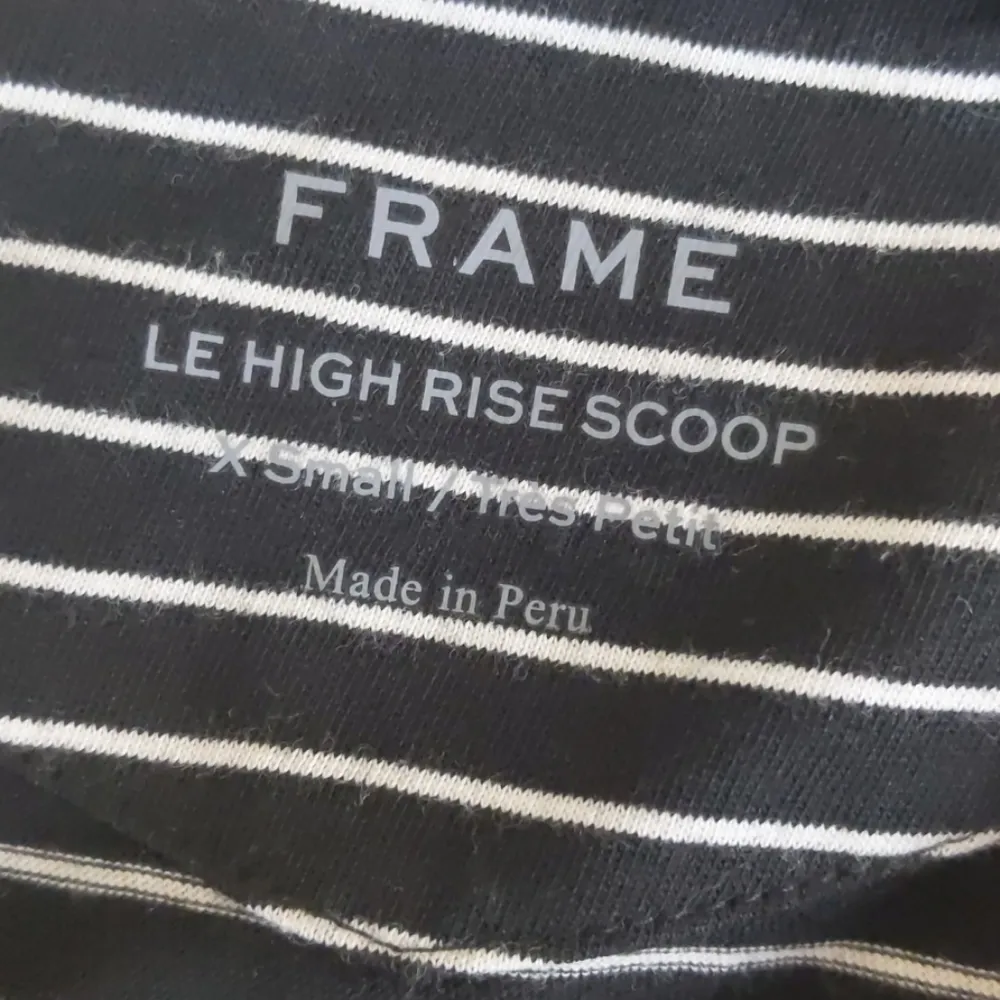 FRAME
LE HIGH RISE SCOOP
X Small / Tres Petit
Made in Peru